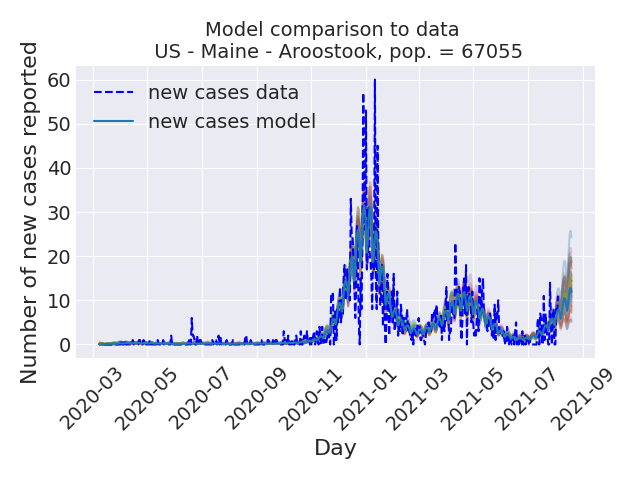 Model comparison to data
US - Maine - Aroostook, pop. = 67055
Number of new cases reported
60
50
40
30
20
10
0
new cases data
new cases model
2020-03
2020-05
2020-07
2020-09
2020-11
2021-01
2021-03
2021-05
2021-07
2021-09
Day